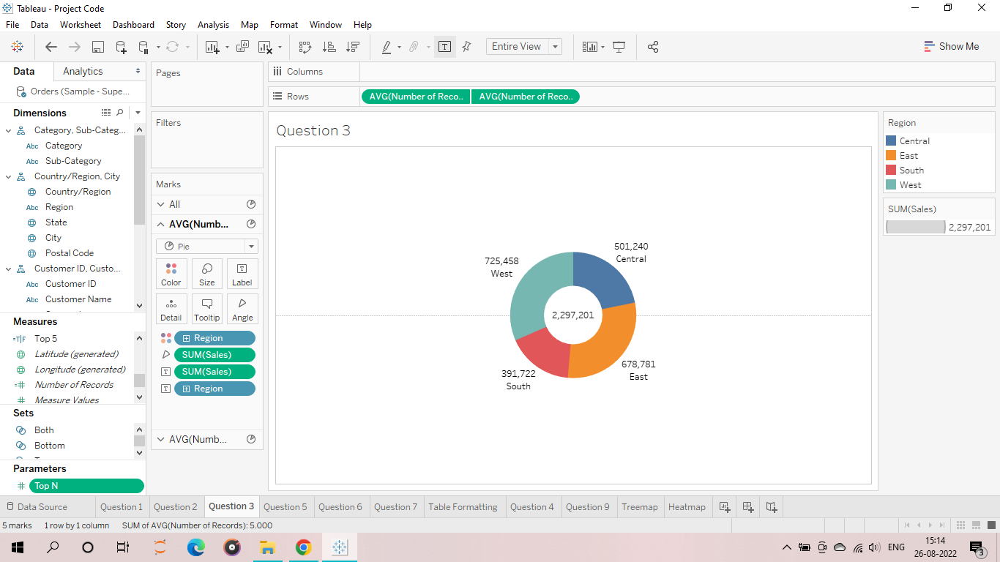 Tableau - Project Code
File Data Worksheet Dashboard Story Analysis Map Format Window Help
Entire View
Show Me
Data Analytics
Orders (Sample - Supe...
Dimensions
Category, Sub-Categ...
Abc Category
Abc Sub-Category
Country/Region, City
Country/Region
Abc Region
State
City
Postal Code
Customer ID, Custo...
Abc Customer ID
Abc Customer Name
Measures
=T|F Top 5
Latitude (generated)
Longitude (generated)
=# Number of Records
# Measure Values
Sets
Both
Bottom
Parameters
# Top N
Pages
Filters
Marks
All
AVG(Numb...
Pie
Color Size T Label
Detail Tooltip Angle
Region
SUM(Sales)
T SUM(Sales)
T Region
AVG(Numb...
Columns
Rows AVG(Number of Reco.. AVG(Number of Reco..
Question 3
501,240
Central
725,458
West
2,297,201
678,781
East
391,722
South
Region
Central
East
South
West
SUM(Sales)
2,297,201
Data Source Question 1 Question 2 Question 3 Question 5 Question 6 Question 7 Table Formatting Question 4 Question 9 Treemap Heatmap
5 marks 1 row by 1 column SUM of AVG(Number of Records): 5.000
ENG 15:14
26-08-2022 3